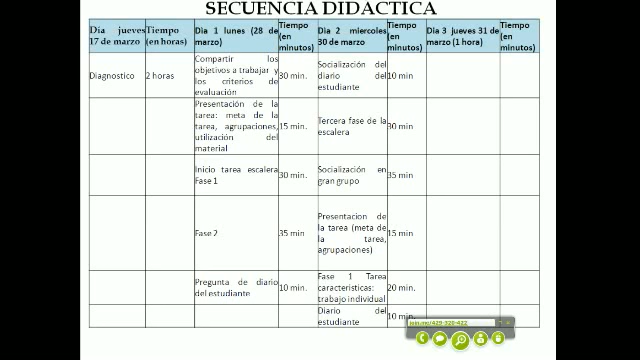 SECUENCIA DIDACTICA
Día jueves 17 de marzo
Tiempo (en horas)
Dia 1 lunes (28 de marzo)
Tiempo (en minutos)
Dia 2 miercoles 30 de marzo
Tiempo (en minutos)
Dia 3 jueves 31 de marzo (1 hora)
Tiempo (en minutos)
Diagnostico
2 horas
Compartir los objetivos a trabajar y los criterios de evaluación
30 min.
Socialización del diario del estudiante
10 min
Presentación de la tarea: meta de la tarea, agrupaciones, utilización del material
15 min.
Tercera fase de la escalera
30 min
Inicio tarea escalera Fase 1
30 min.
Socialización en gran grupo
35 min
Fase 2
35 min
Presentacion de la tarea (meta de la tarea, agrupaciones)
15 min.
Pregunta de diario del estudiante
10 min.
Fase 1 Tarea caracteristicas: trabajo individual
20 min.
Diario del estudiante
10 min.